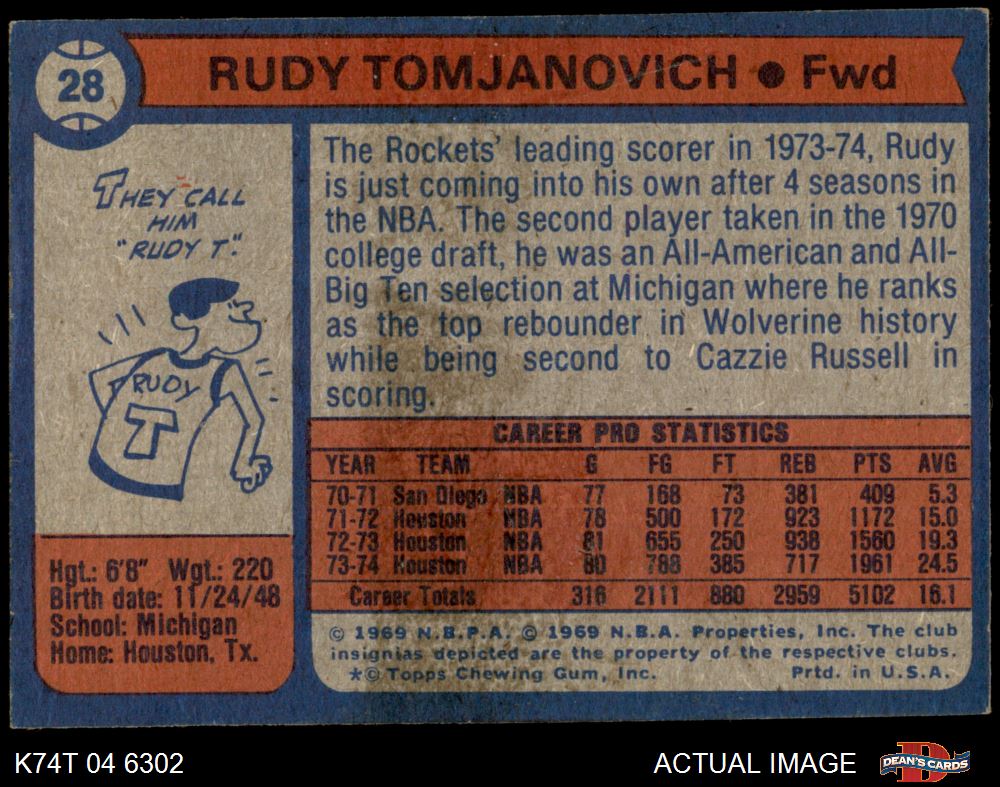 28
RUDY TOMJANOVICH ● Fwd
THEY CALL
HIM
"RUDY T."
RUDY
T
Hgt.: 6'8" Wgt.: 220
Birth date: 11/24/48
School: Michigan
Home: Houston, Tx.
The Rockets' leading scorer in 1973-74, Rudy
is just coming into his own after 4 seasons in
the NBA. The second player taken in the 1970
college draft, he was an All-American and All-
Big Ten selection at Michigan where he ranks
as the top rebounder in Wolverine history
while being second to Cazzie Russell in
scoring.
CAREER PRO STATISTICS
YEAR TEAM G FG FT REB PTS AVG
70-71 San Diego NBA 77 168 73 381 409 5.3
71-72 Houston NBA 78 500 172 923 1172 15.0
72-73 Houston NBA 81 655 250 938 1560 19.3
73-74 Houston NBA 80 788 385 717 1961 24.5
Career Totals 316 2111 880 2959 5102 16.1
© 1969 N.B.P.A. © 1969 N.B.A. Properties, Inc. The club
insignias depicted are the property of the respective clubs.
*© Topps Chewing Gum, Inc. Prtd. in U.S.A.
K74T 04 6302
ACTUAL IMAGE
D
DEAN'S CARDS